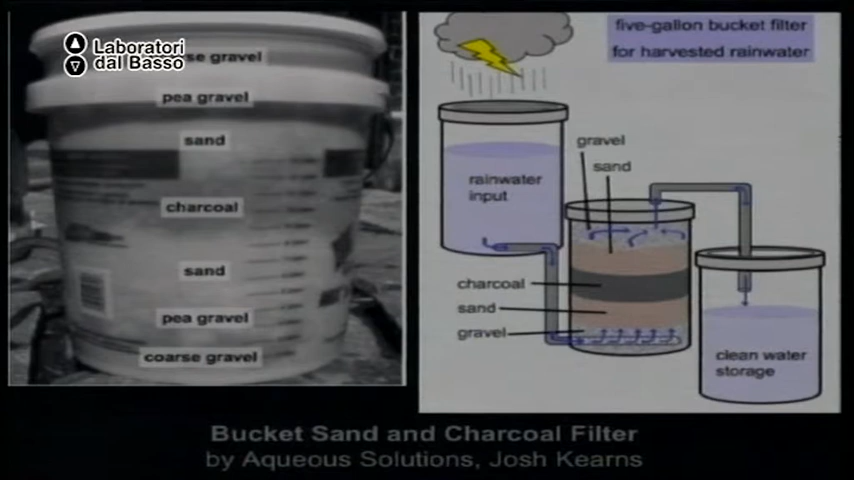 Laboratori
dal Basso
se gravel
pea gravel
sand
charcoal
sand
pea gravel
coarse gravel
five-gallon bucket filter
for harvested rainwater
gravel
sand
rainwater
input
charcoal
sand
gravel
clean water
storage
Bucket Sand and Charcoal Filter
by Aqueous Solutions, Josh Kearns